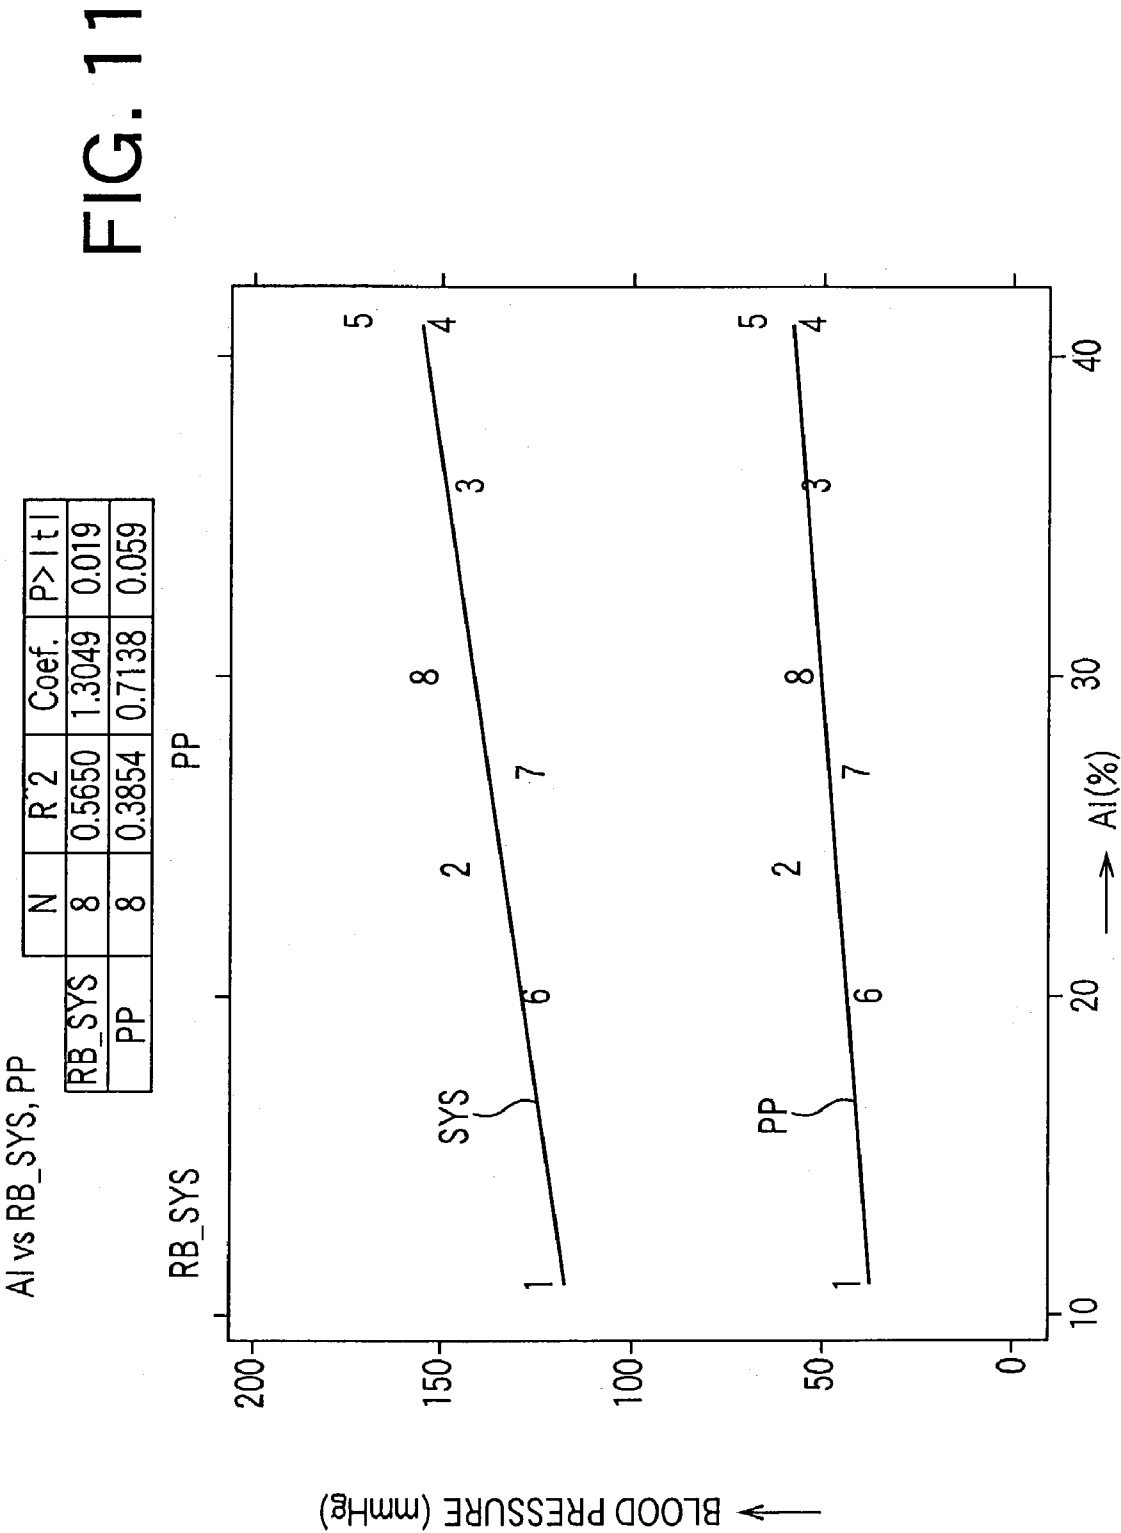 FIG. 11
AI vs RB_SYS, PP
N R^2 Coef. P>|t|
RB_SYS 8 0.5650 1.3049 0.019
PP 8 0.3854 0.7138 0.059
RB_SYS PP
200
150
100
50
0
BLOOD PRESSURE (mmHg)
SYS
1 6 2 7 8 3 4 5
PP
1 6 2 7 8 3 4 5
10 20 30 40
AI(%)